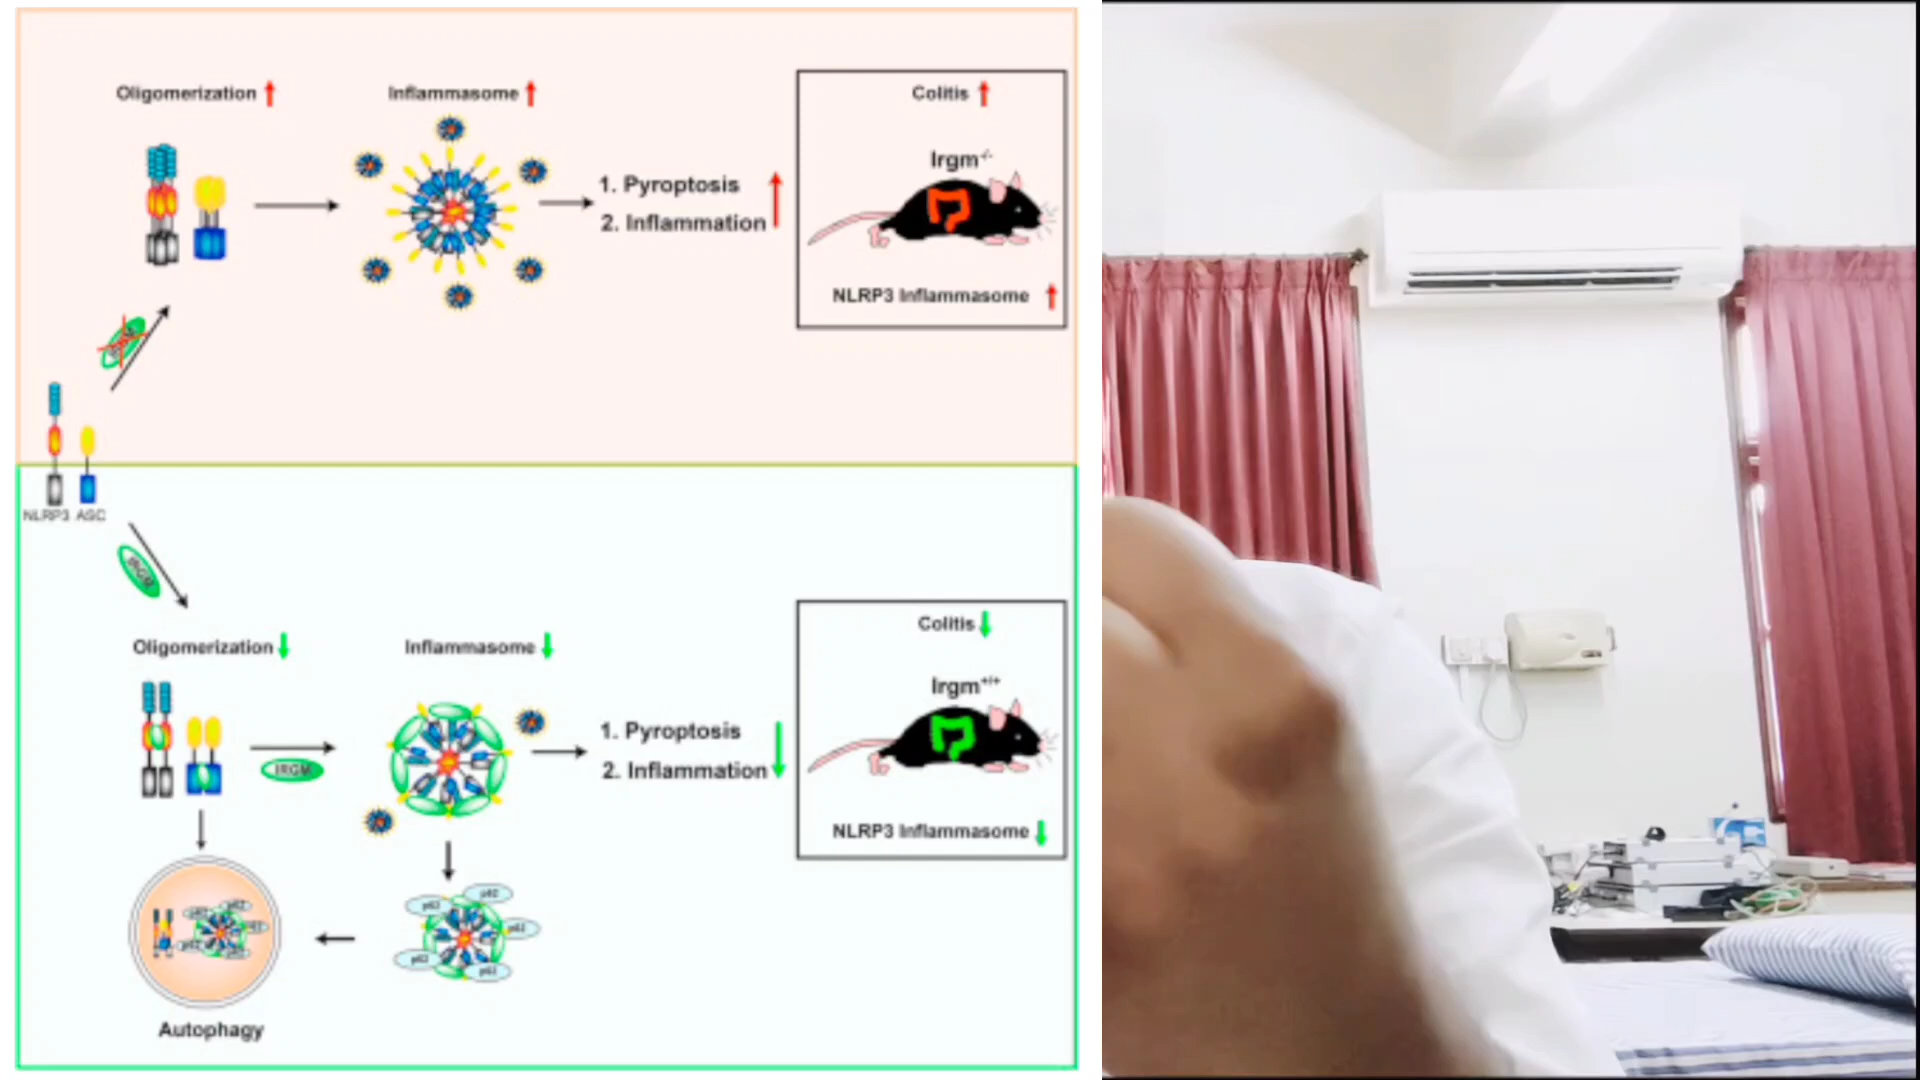 Oligomerization
Inflammasome
1. Pyroptosis
2. Inflammation
Colitis
Irgm-/-
NLRP3 Inflammasome
NLRP3 ASC
IRGM
Oligomerization
Inflammasome
IRGM
1. Pyroptosis
2. Inflammation
Colitis
Irgm+/+
NLRP3 Inflammasome
p62
p62
p62
p62
Autophagy